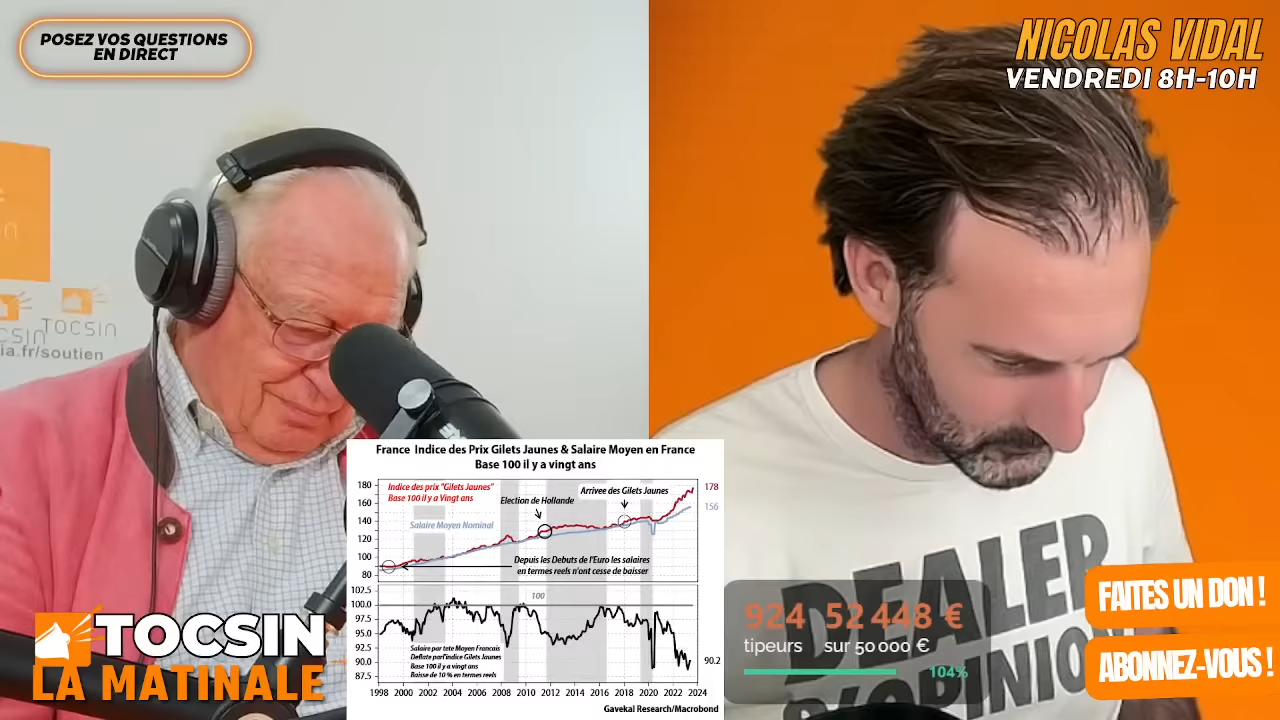 POSEZ VOS QUESTIONS
EN DIRECT
NICOLAS VIDAL
VENDREDI 8H-10H
TOCSIN
ia.fr/soutien
France Indice des Prix Gilets Jaunes & Salaire Moyen en France
Base 100 il y a vingt ans
Indice des prix "Gilets Jaunes"
Base 100 il y a Vingt ans
Election de Hollande
Arrivee des Gilets Jaunes
Salaire Moyen Nominal
Depuis les Debuts de l'Euro les salaires
en termes reels n'ont cesse de baisser
180
160
140
120
100
80
178
156
102.5
100.0
97.5
95.0
92.5
90.0
87.5
100
90.2
Salaire par tete Moyen Francais
Deflate par l'indice Gilets Jaunes
Base 100 il y a vingt ans
Baisse de 10 % en termes reels
1998 2000 2002 2004 2006 2008 2010 2012 2014 2016 2018 2020 2022 2024
Gavekal Research/Macrobond
DEALER
D'OPINION
924 52 448 €
tipeurs sur 50 000 €
104%
FAITES UN DON !
ABONNEZ-VOUS !
TOCSIN
LA MATINALE